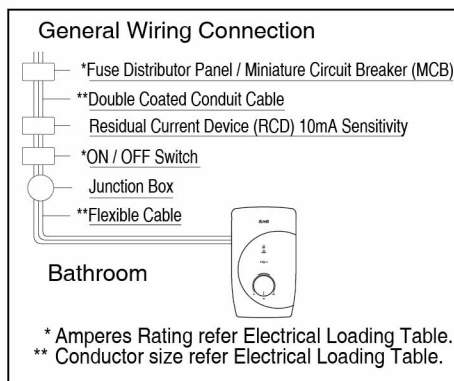 General Wiring Connection
*Fuse Distributor Panel / Miniature Circuit Breaker (MCB)
**Double Coated Conduit Cable
Residual Current Device (RCD) 10mA Sensitivity
*ON / OFF Switch
Junction Box
**Flexible Cable
Bathroom
* Amperes Rating refer Electrical Loading Table.
** Conductor size refer Electrical Loading Table.